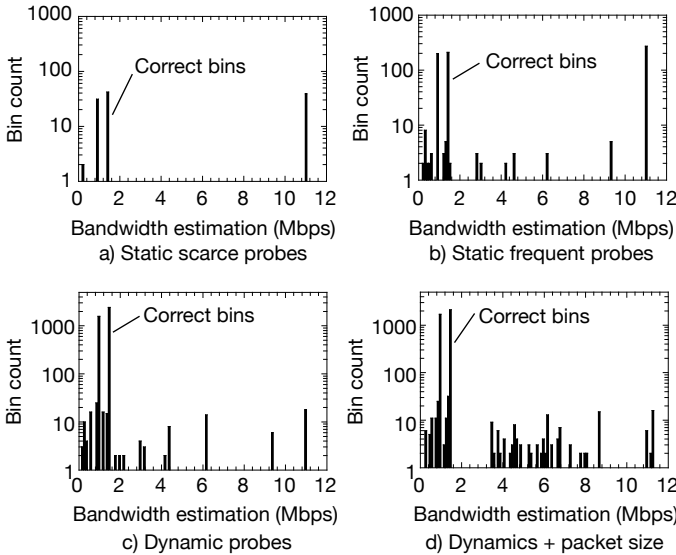 1000
100
10
1
Bin count
Correct bins
0 2 4 6 8 10 12
Bandwidth estimation (Mbps)
a) Static scarce probes
1000
100
10
1
Bin count
Correct bins
0 2 4 6 8 10 12
Bandwidth estimation (Mbps)
b) Static frequent probes
1000
100
10
1
Bin count
Correct bins
0 2 4 6 8 10 12
Bandwidth estimation (Mbps)
c) Dynamic probes
1000
100
10
1
Bin count
Correct bins
0 2 4 6 8 10 12
Bandwidth estimation (Mbps)
d) Dynamics + packet size